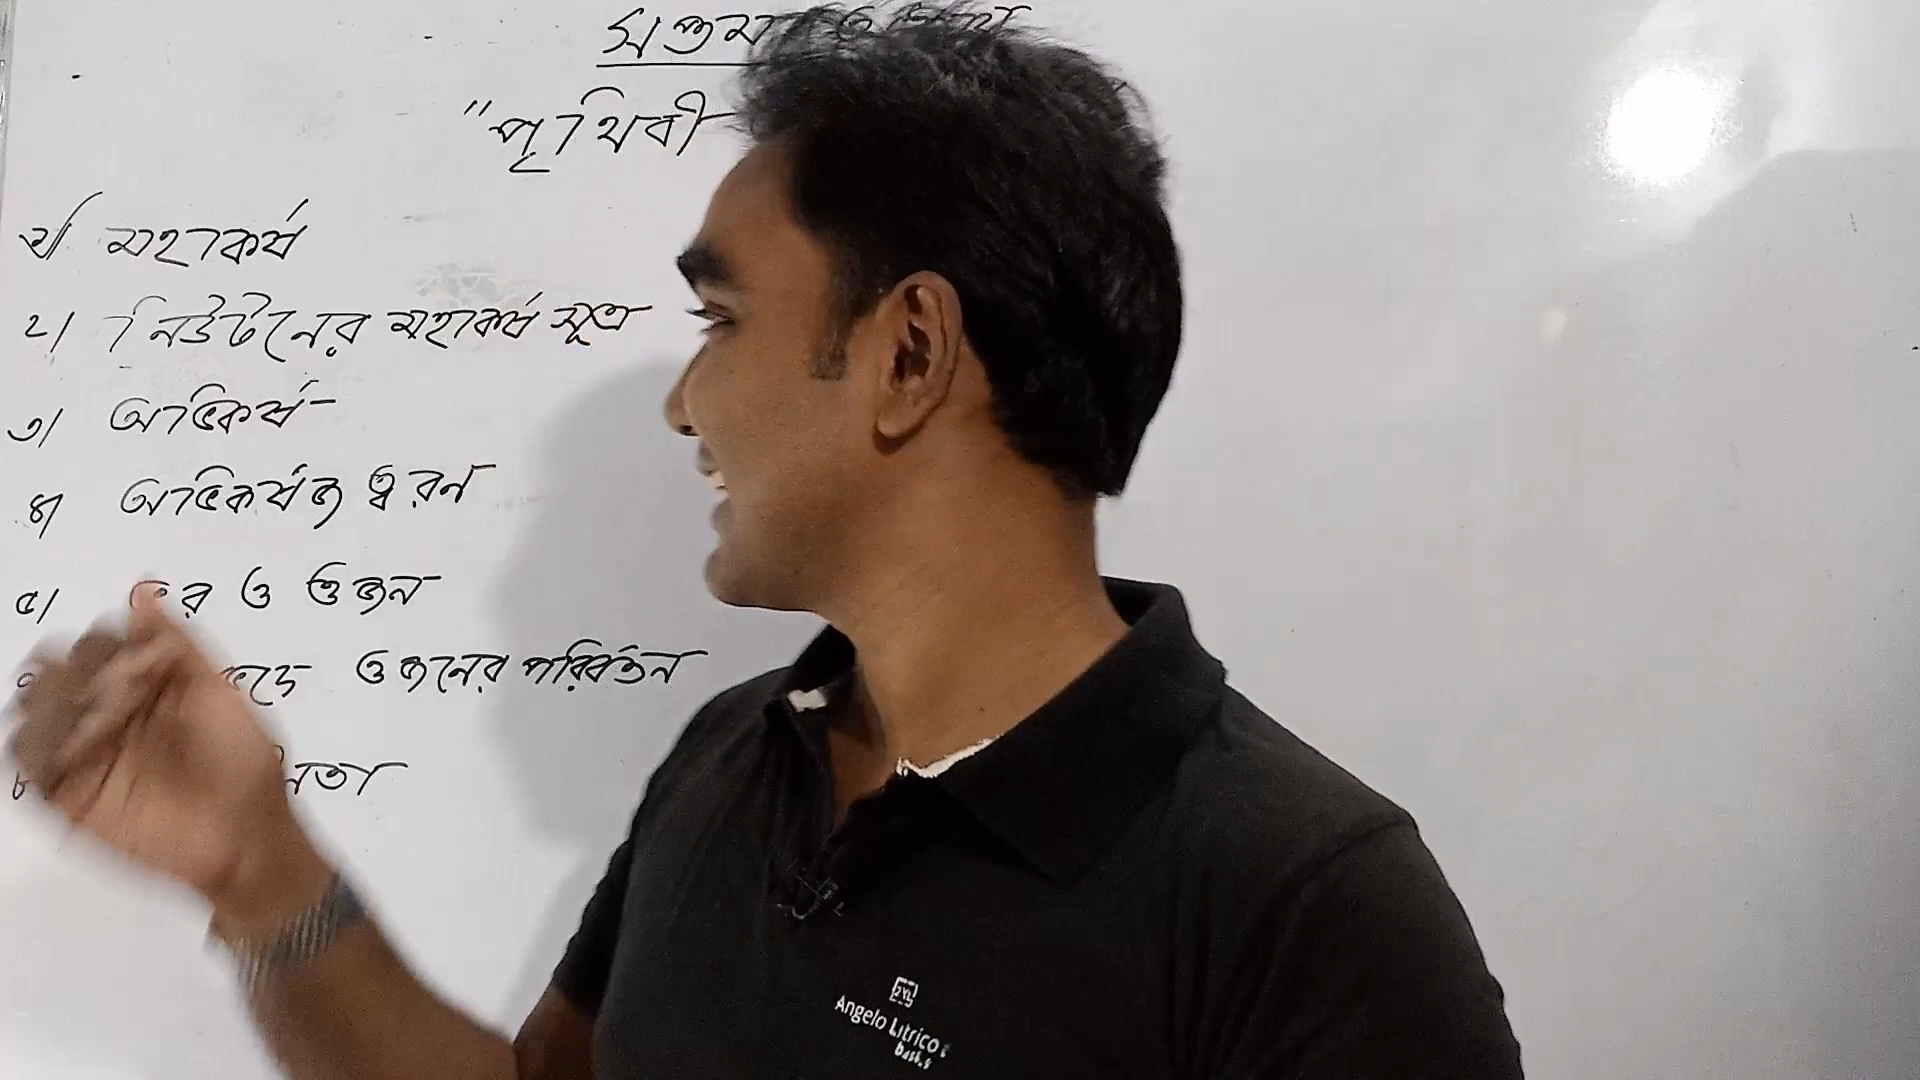 সপ্তম
"পৃথিবী
১। মহাকর্ষ
২। নিউটনের মহাকর্ষ সূত্র
৩। অভিকর্ষ
৪। অভিকর্ষজ ত্বরণ
৫। ভর ও ওজন
ওজনের পরিবর্তন
Angelo Litrico